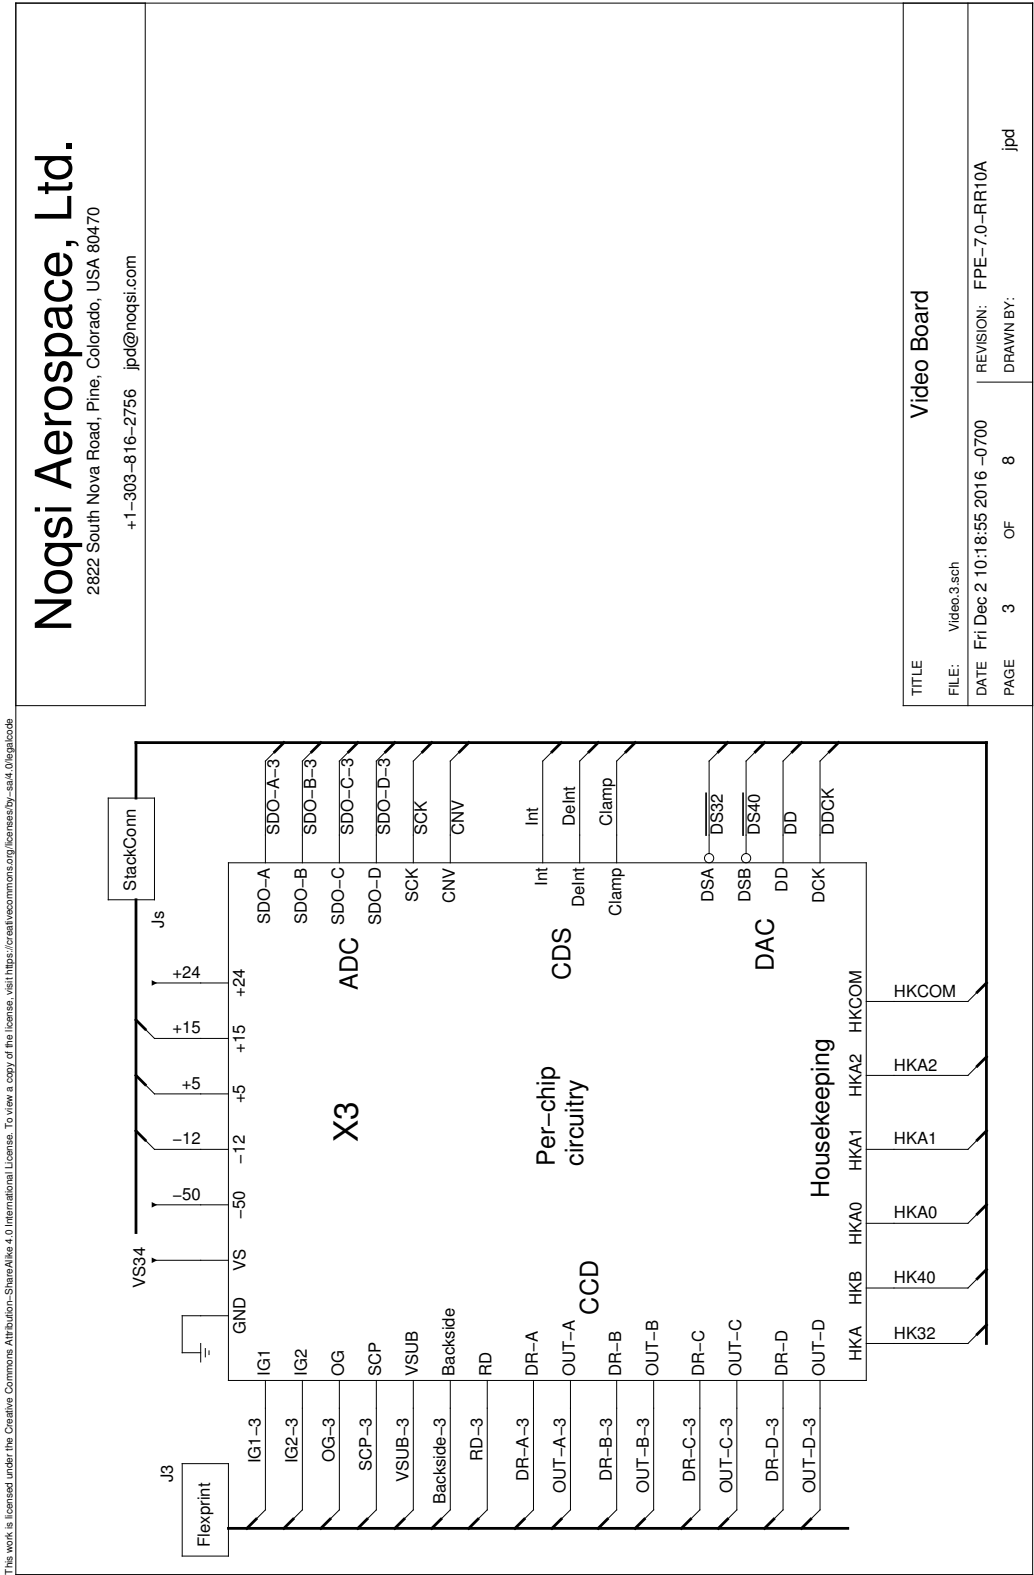 This work is licensed under the Creative Commons Attribution−ShareAlike 4.0 International License. To view a copy of the license, visit https://creativecommons.org/licenses/by−sa/4.0/legalcode
Noqsi Aerospace, Ltd.
2822 South Nova Road, Pine, Colorado, USA 80470
+1−303−816−2756 jpd@noqsi.com
StackConn
Js
VS34
−50
−12
+5
+15
+24
GND
VS
−50
−12
+5
+15
+24
J3
Flexprint
IG1−3
IG2−3
OG−3
SCP−3
VSUB−3
Backside−3
RD−3
DR−A−3
OUT−A−3
DR−B−3
OUT−B−3
DR−C−3
OUT−C−3
DR−D−3
OUT−D−3
IG1
IG2
OG
SCP
VSUB
Backside
RD
DR−A
OUT−A
DR−B
OUT−B
DR−C
OUT−C
DR−D
OUT−D
CCD
X3
Per−chip
circuitry
Housekeeping
ADC
CDS
DAC
SDO−A
SDO−B
SDO−C
SDO−D
SCK
CNV
Int
DeInt
Clamp
DSA
DSB
DD
DCK
SDO−A−3
SDO−B−3
SDO−C−3
SDO−D−3
SCK
CNV
Int
DeInt
Clamp
DS32
DS40
DD
DDCK
HKA
HKB
HKA0
HKA1
HKA2
HKCOM
HK32
HK40
HKA0
HKA1
HKA2
HKCOM
TITLE
Video Board
FILE: Video.3.sch
DATE Fri Dec 2 10:18:55 2016 −0700
REVISION: FPE−7.0−RR10A
PAGE 3 OF 8
DRAWN BY: jpd